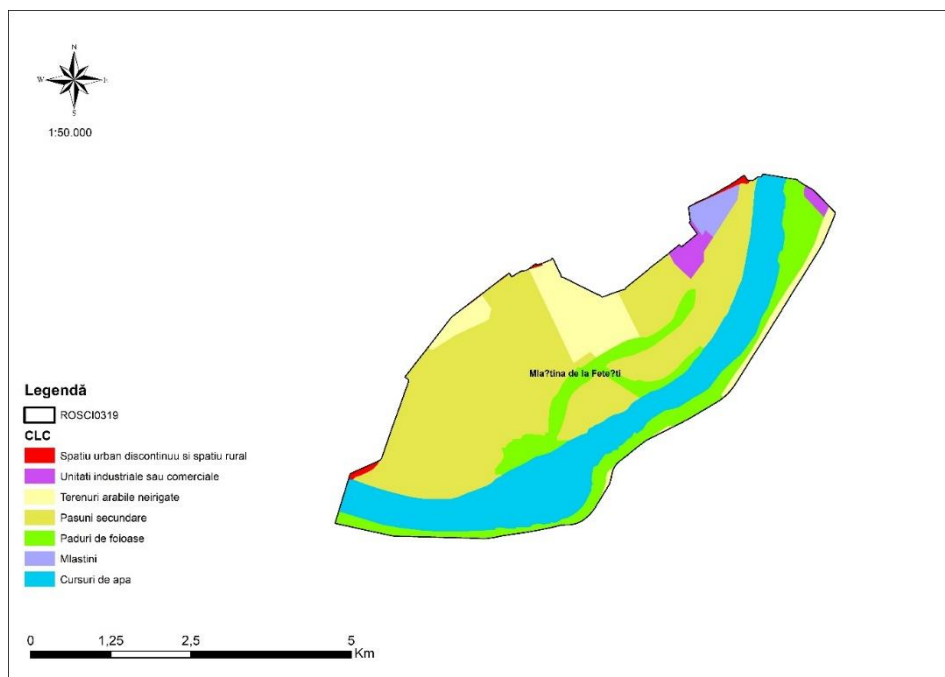 N
W
E
S
1:50.000
Mla?tina de la Fete?ti
Legendă
ROSCI0319
CLC
Spatiu urban discontinuu si spatiu rural
Unitati industriale sau comerciale
Terenuri arabile neirigate
Pasuni secundare
Paduri de foioase
Mlastini
Cursuri de apa
0 1,25 2,5 5
Km